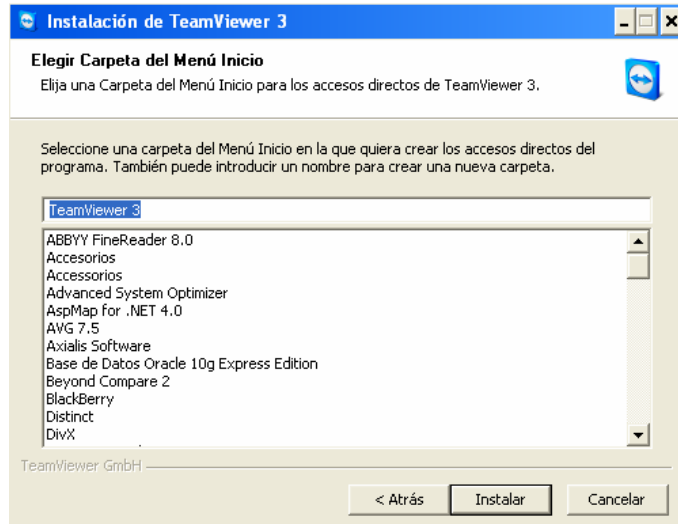 Instalación de TeamViewer 3
Elegir Carpeta del Menú Inicio
Elija una Carpeta del Menú Inicio para los accesos directos de TeamViewer 3.
Seleccione una carpeta del Menú Inicio en la que quiera crear los accesos directos del
programa. También puede introducir un nombre para crear una nueva carpeta.
TeamViewer 3
ABBYY FineReader 8.0
Accesorios
Accessorios
Advanced System Optimizer
AspMap for .NET 4.0
AVG 7.5
Axialis Software
Base de Datos Oracle 10g Express Edition
Beyond Compare 2
BlackBerry
Distinct
DivX
TeamViewer GmbH
< Atrás
Instalar
Cancelar